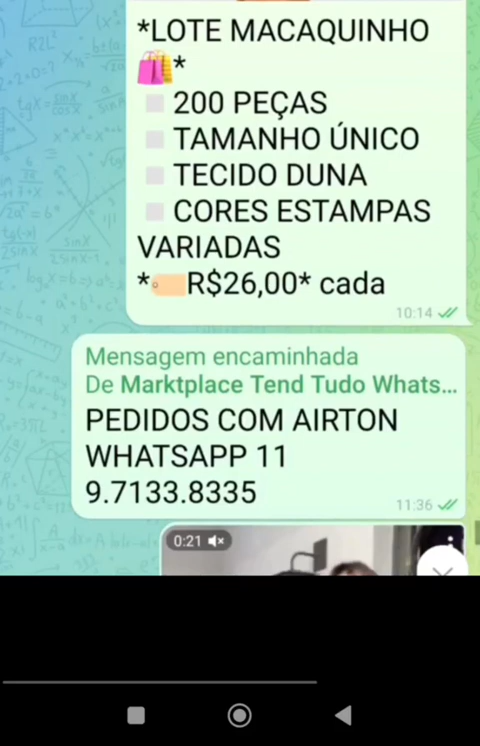 *LOTE MACAQUINHO
🛍️*
◽ 200 PEÇAS
◽ TAMANHO ÚNICO
◽ TECIDO DUNA
◽ CORES ESTAMPAS
VARIADAS
*🏷️R$26,00* cada
10:14
Mensagem encaminhada
De Marktplace Tend Tudo Whats...
PEDIDOS COM AIRTON
WHATSAPP 11
9.7133.8335
11:36
0:21